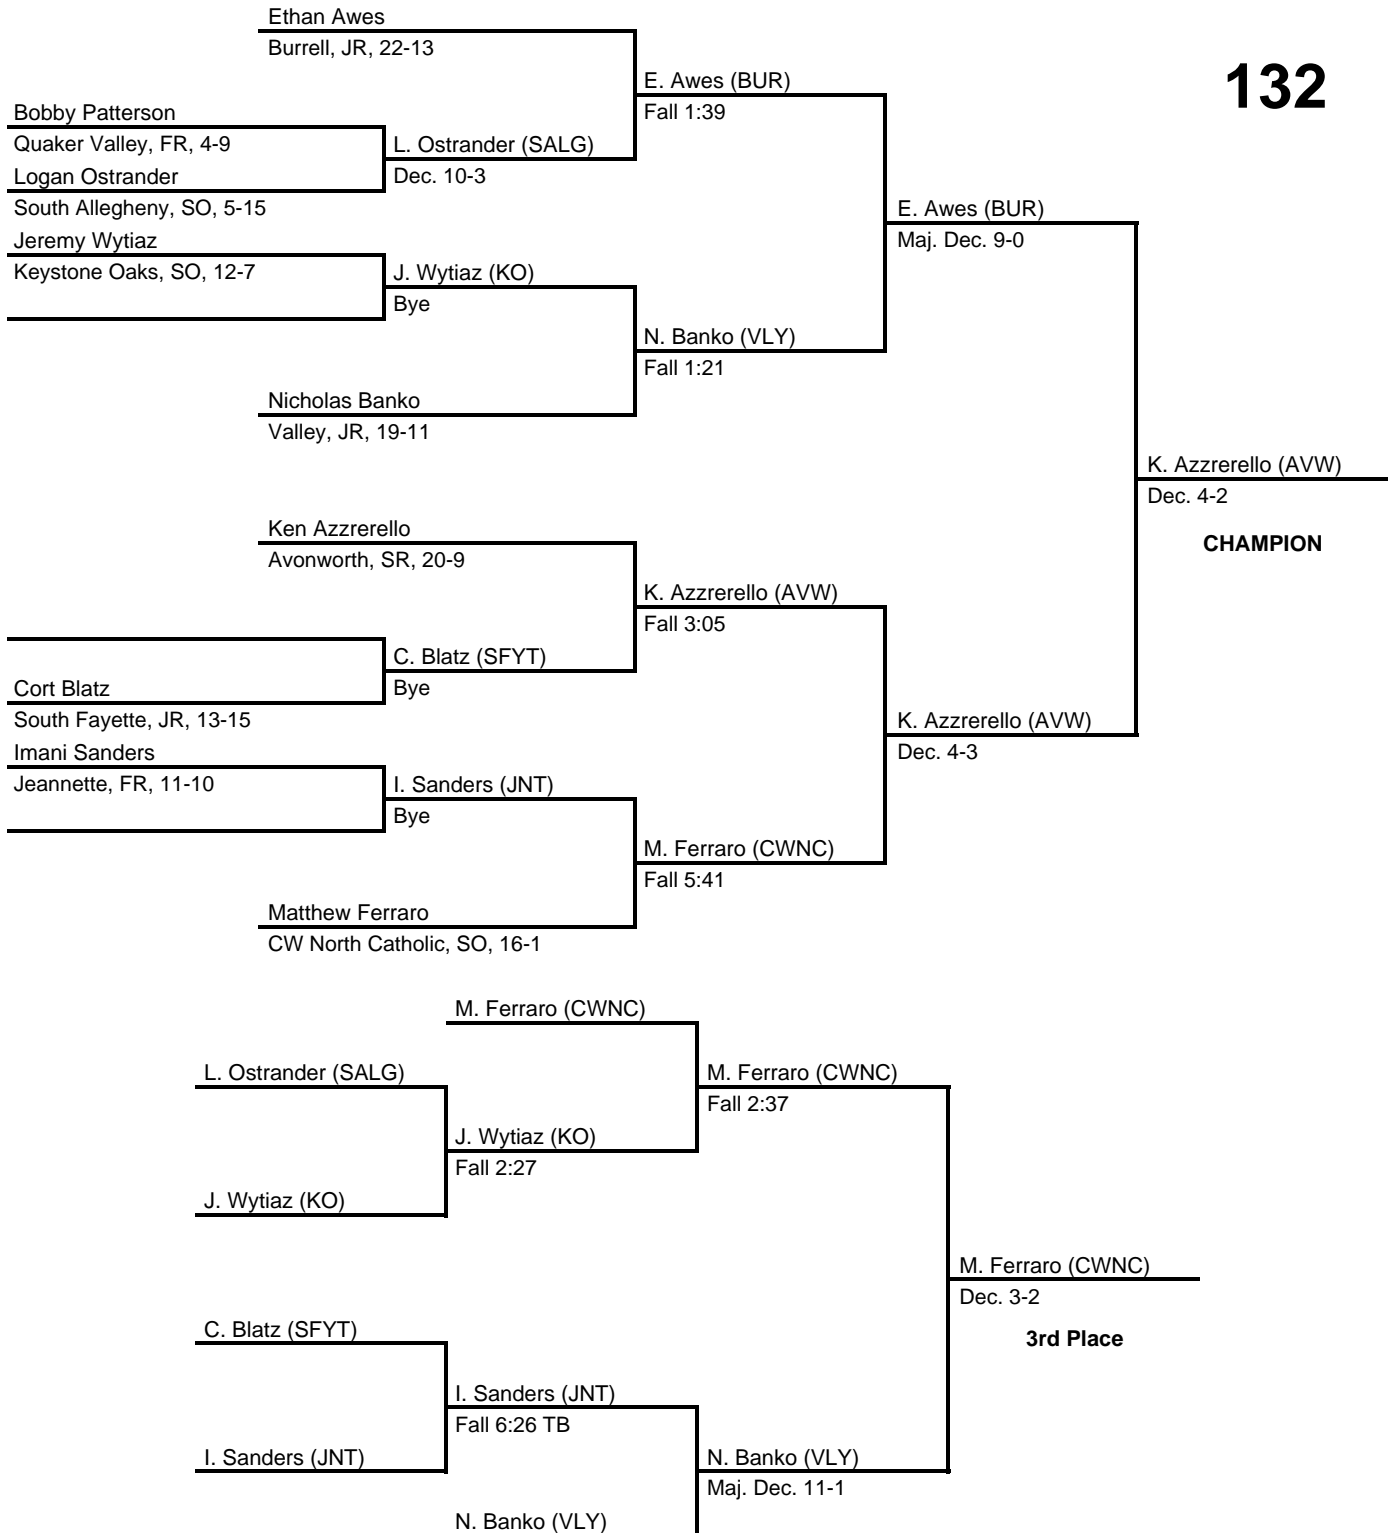 Ethan Awes
Burrell, JR, 22-13
132
E. Awes (BUR)
Fall 1:39
Bobby Patterson
Quaker Valley, FR, 4-9
L. Ostrander (SALG)
Dec. 10-3
Logan Ostrander
South Allegheny, SO, 5-15
E. Awes (BUR)
Maj. Dec. 9-0
Jeremy Wytiaz
Keystone Oaks, SO, 12-7
J. Wytiaz (KO)
Bye
N. Banko (VLY)
Fall 1:21
Nicholas Banko
Valley, JR, 19-11
K. Azzrerello (AVW)
Dec. 4-2
CHAMPION
Ken Azzrerello
Avonworth, SR, 20-9
K. Azzrerello (AVW)
Fall 3:05
C. Blatz (SFYT)
Bye
Cort Blatz
South Fayette, JR, 13-15
K. Azzrerello (AVW)
Dec. 4-3
Imani Sanders
Jeannette, FR, 11-10
I. Sanders (JNT)
Bye
M. Ferraro (CWNC)
Fall 5:41
Matthew Ferraro
CW North Catholic, SO, 16-1
M. Ferraro (CWNC)
L. Ostrander (SALG)
M. Ferraro (CWNC)
Fall 2:37
J. Wytiaz (KO)
Fall 2:27
J. Wytiaz (KO)
M. Ferraro (CWNC)
Dec. 3-2
3rd Place
C. Blatz (SFYT)
I. Sanders (JNT)
Fall 6:26 TB
I. Sanders (JNT)
N. Banko (VLY)
Maj. Dec. 11-1
N. Banko (VLY)